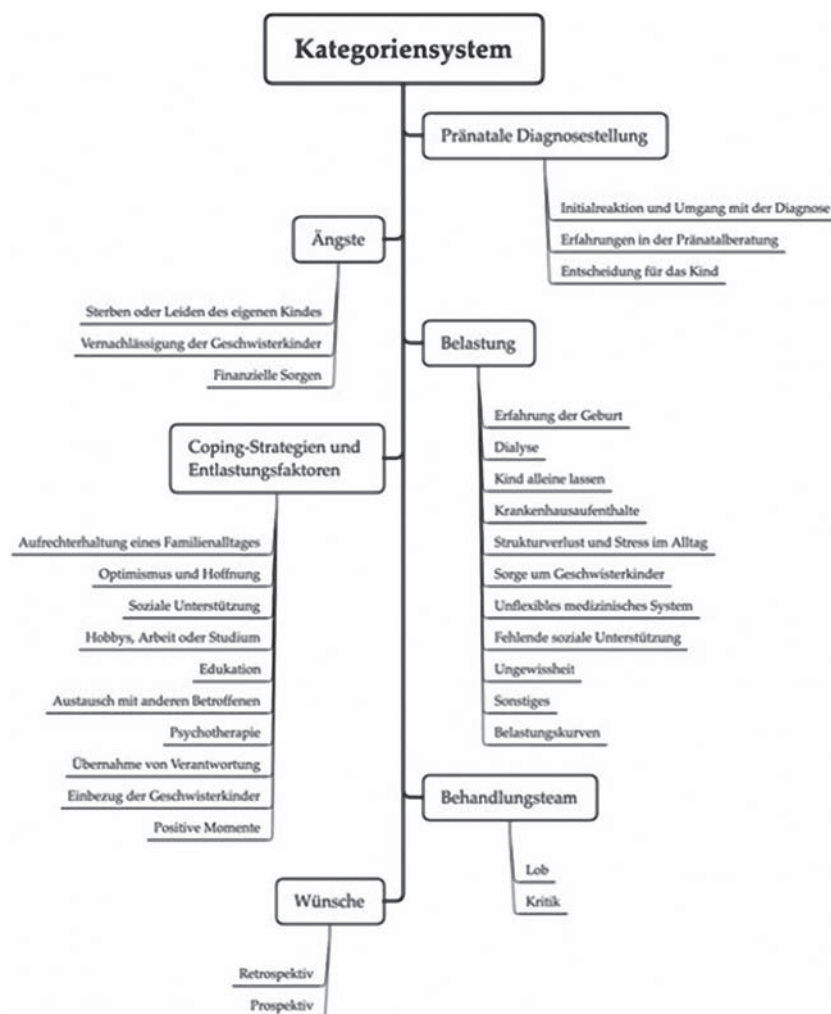 Kategoriensystem
Pränatale Diagnosestellung
Initialreaktion und Umgang mit der Diagnose
Erfahrungen in der Pränatalberatung
Entscheidung für das Kind
Ängste
Sterben oder Leiden des eigenen Kindes
Vernachlässigung der Geschwisterkinder
Finanzielle Sorgen
Belastung
Erfahrung der Geburt
Dialyse
Kind alleine lassen
Krankenhausaufenthalte
Strukturverlust und Stress im Alltag
Sorge um Geschwisterkinder
Unflexibles medizinisches System
Fehlende soziale Unterstützung
Ungewissheit
Sonstiges
Belastungskurven
Coping-Strategien und
Entlastungsfaktoren
Aufrechterhaltung eines Familienalltages
Optimismus und Hoffnung
Soziale Unterstützung
Hobbys, Arbeit oder Studium
Edukation
Austausch mit anderen Betroffenen
Psychotherapie
Übernahme von Verantwortung
Einbezug der Geschwisterkinder
Positive Momente
Behandlungsteam
Lob
Kritik
Wünsche
Retrospektiv
Prospektiv